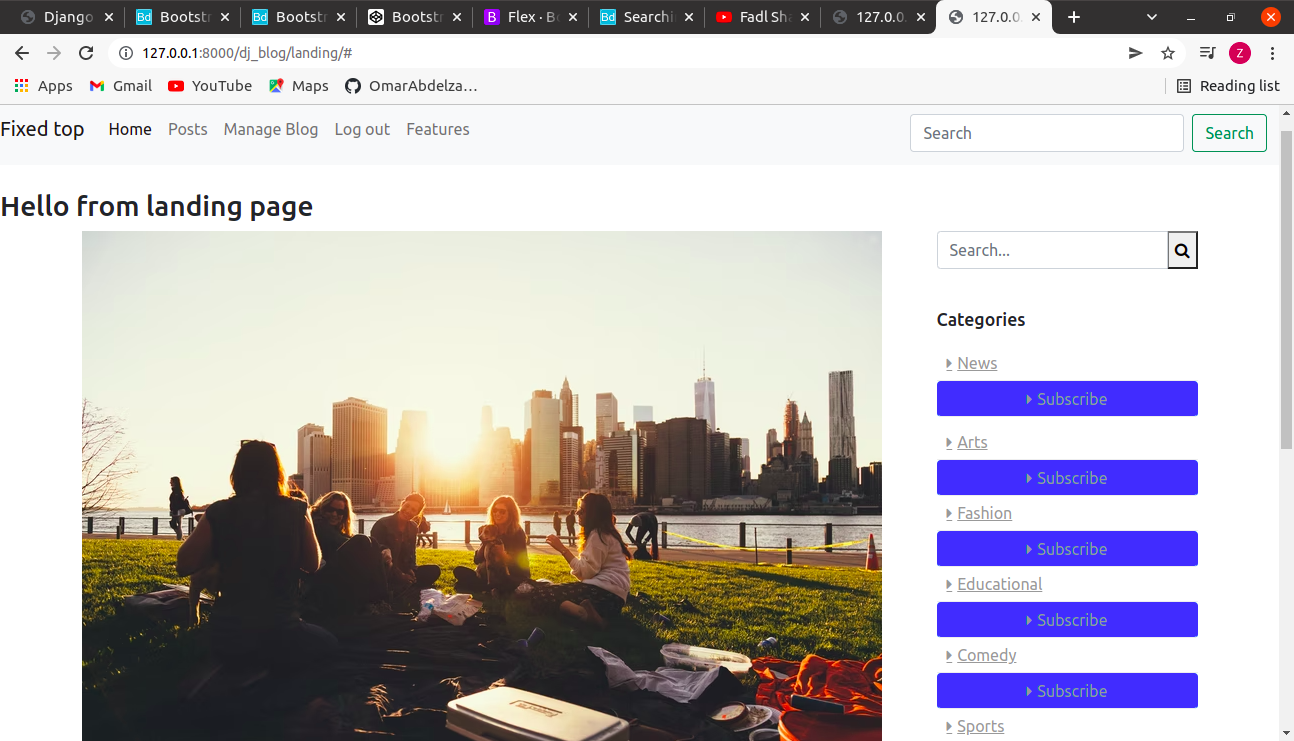 Django
Bootstr
Bootstr
Bootstr
Flex · Bo
Searchi
Fadl Sha
127.0.0.
127.0.0.
127.0.0.1:8000/dj_blog/landing/#
Z
Apps
Gmail
YouTube
Maps
OmarAbdelza...
Reading list
Fixed top
Home
Posts
Manage Blog
Log out
Features
Search
Search
Hello from landing page
Search...
Categories
News
Subscribe
Arts
Subscribe
Fashion
Subscribe
Educational
Subscribe
Comedy
Subscribe
Sports